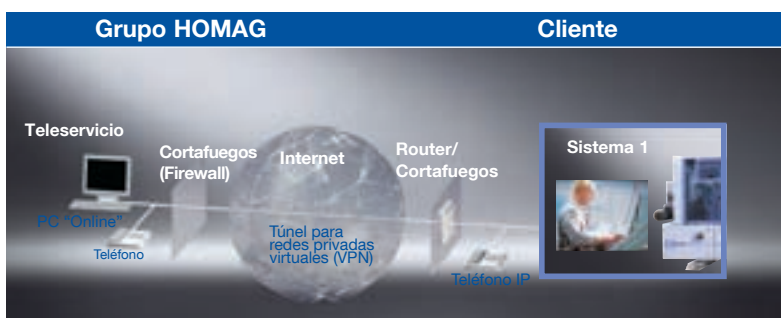 Grupo HOMAG
Cliente
Teleservicio
Cortafuegos
(Firewall)
Internet
Router/
Cortafuegos
Sistema 1
PC "Online"
Teléfono
Túnel para
redes privadas
virtuales (VPN)
Teléfono IP